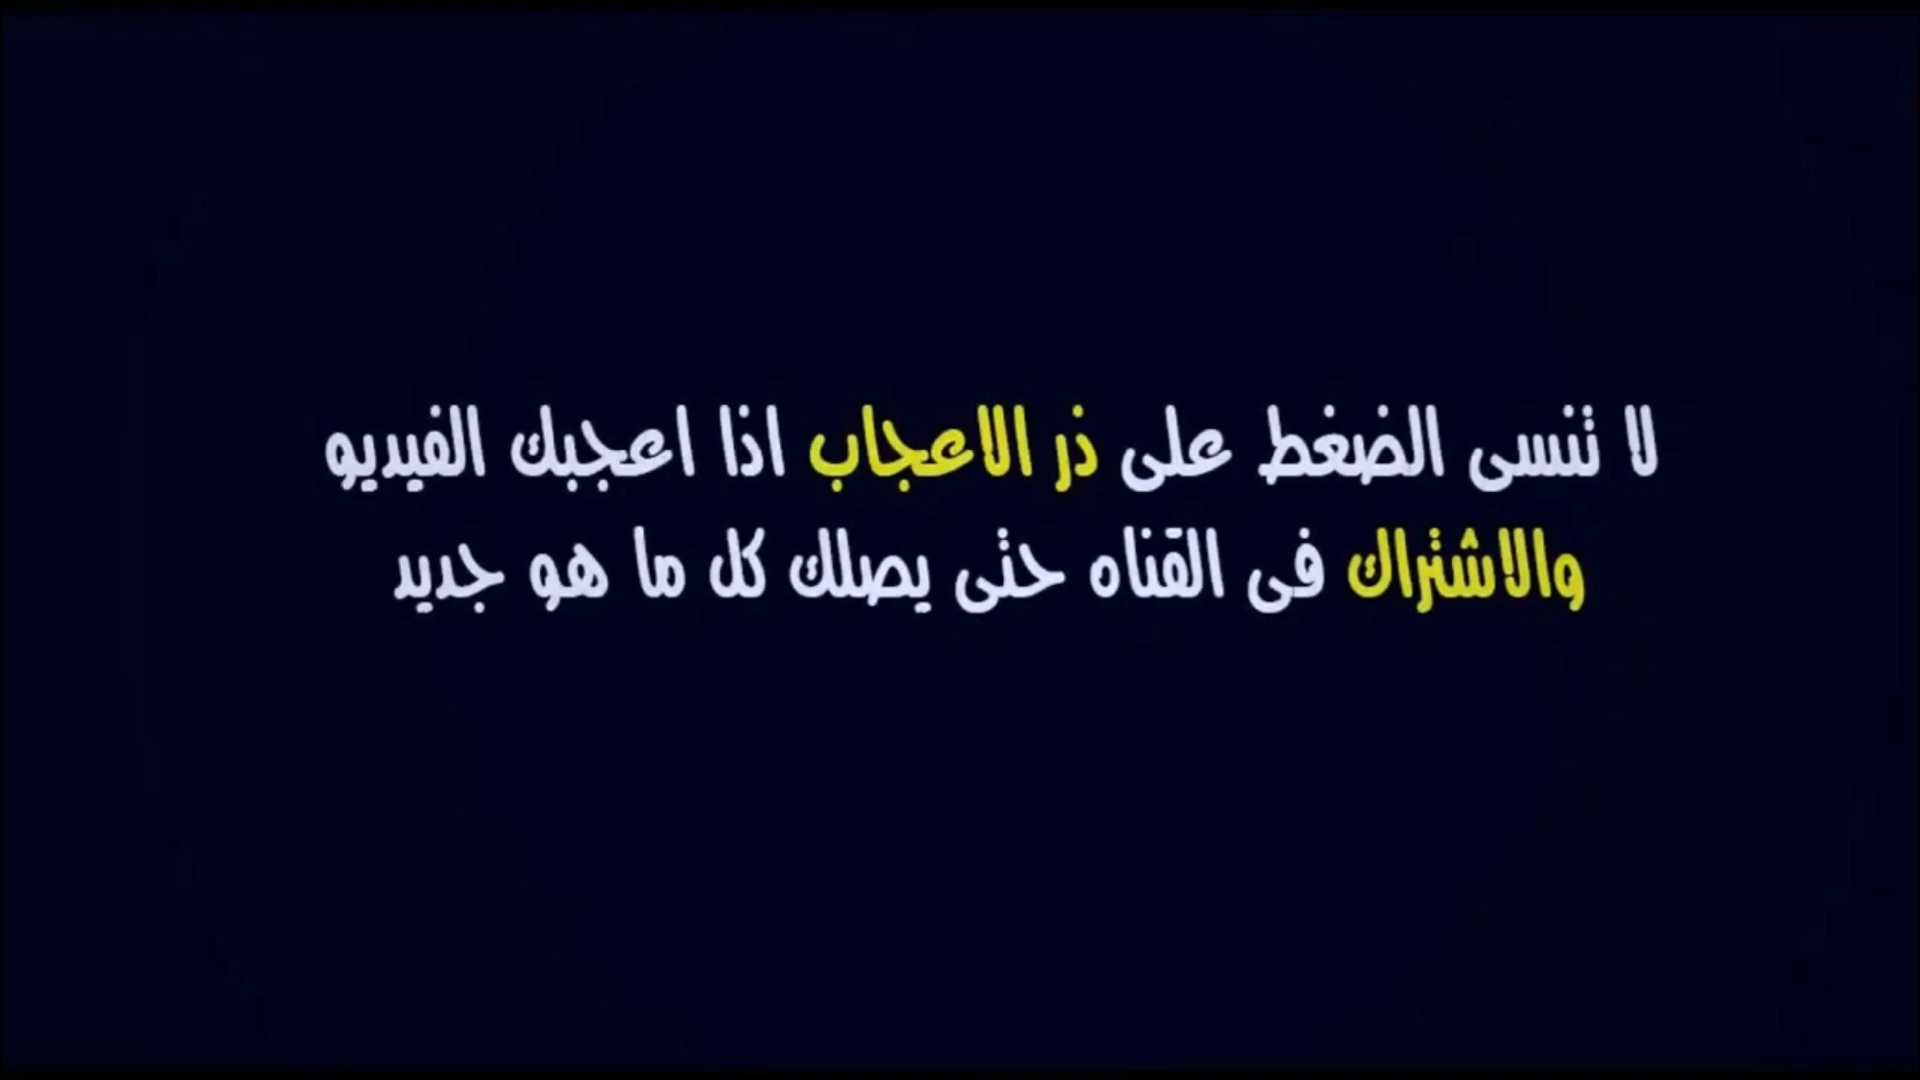 لا تنسى الضغط على ذر الاعجاب اذا اعجبك الفيديو
والاشتراك فى القناه حتى يصلك كل ما هو جديد